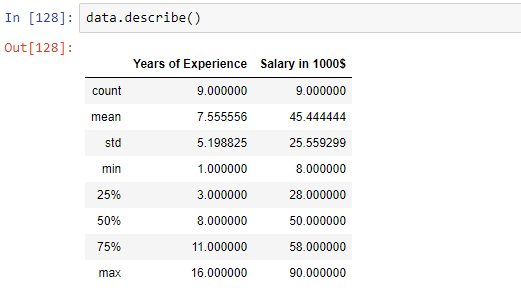 In [128]: data.describe()
Out[128]:
Years of Experience Salary in 1000$
count 9.000000 9.000000
mean 7.555556 45.444444
std 5.198825 25.559299
min 1.000000 8.000000
25% 3.000000 28.000000
50% 8.000000 50.000000
75% 11.000000 58.000000
max 16.000000 90.000000